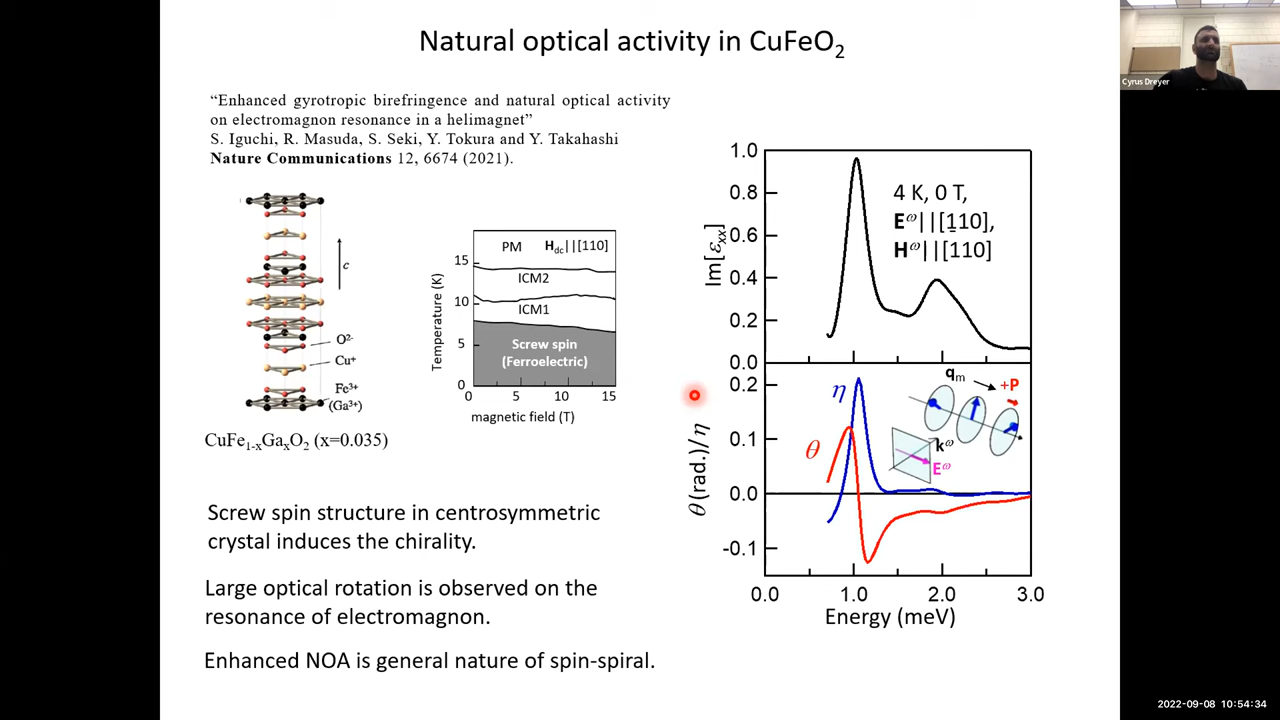 Natural optical activity in CuFeO2
Cyrus Dreyer
“Enhanced gyrotropic birefringence and natural optical activity
on electromagnon resonance in a helimagnet”
S. Iguchi, R. Masuda, S. Seki, Y. Tokura and Y. Takahashi
Nature Communications 12, 6674 (2021).
c
O2-
Cu+
Fe3+
(Ga3+)
CuFe1-xGaxO2 (x=0.035)
Temperature (K)
15
10
5
0
PM Hdc||[110]
ICM2
ICM1
Screw spin
(Ferroelectric)
0 5 10 15
magnetic field (T)
Screw spin structure in centrosymmetric
crystal induces the chirality.
Large optical rotation is observed on the
resonance of electromagnon.
Enhanced NOA is general nature of spin-spiral.
Im[εxx]
1.0
0.8
0.6
0.4
0.2
0.0
4 K, 0 T,
Eω||[110],
Hω||[110]
θ (rad.)/η
0.2
0.1
0.0
-0.1
η
θ
qm
+P
kω
Eω
0.0 1.0 2.0 3.0
Energy (meV)
2022-09-08 10:54:34